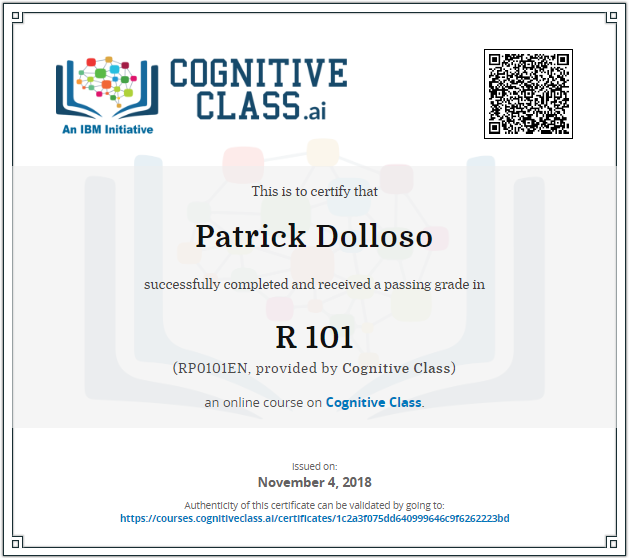 COGNITIVE
CLASS.ai
An IBM Initiative
This is to certify that
Patrick Dolloso
successfully completed and received a passing grade in
R 101
(RP0101EN, provided by Cognitive Class)
an online course on Cognitive Class.
Issued on:
November 4, 2018
Authenticity of this certificate can be validated by going to:
https://courses.cognitiveclass.ai/certificates/1c2a3f075dd640999646c9f6262223bd